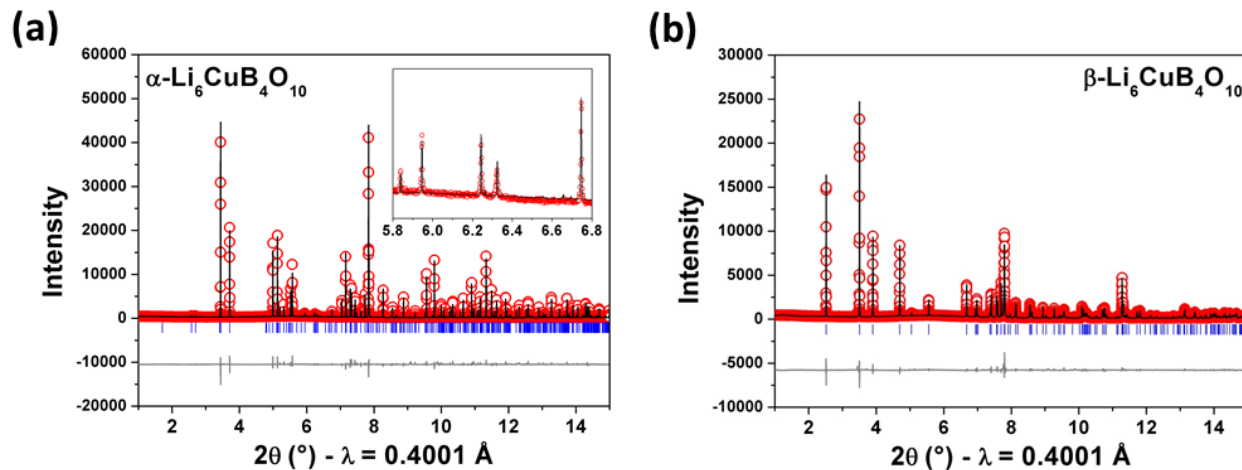 (a)
α-Li₆CuB₄O₁₀
Intensity
60000
50000
40000
30000
20000
10000
0
-10000
-20000
2 4 6 8 10 12 14
2θ (°) - λ = 0.4001 Å
5.8 6.0 6.2 6.4 6.6 6.8
(b)
β-Li₆CuB₄O₁₀
Intensity
30000
25000
20000
15000
10000
5000
0
-5000
-10000
2 4 6 8 10 12 14
2θ (°) - λ = 0.4001 Å